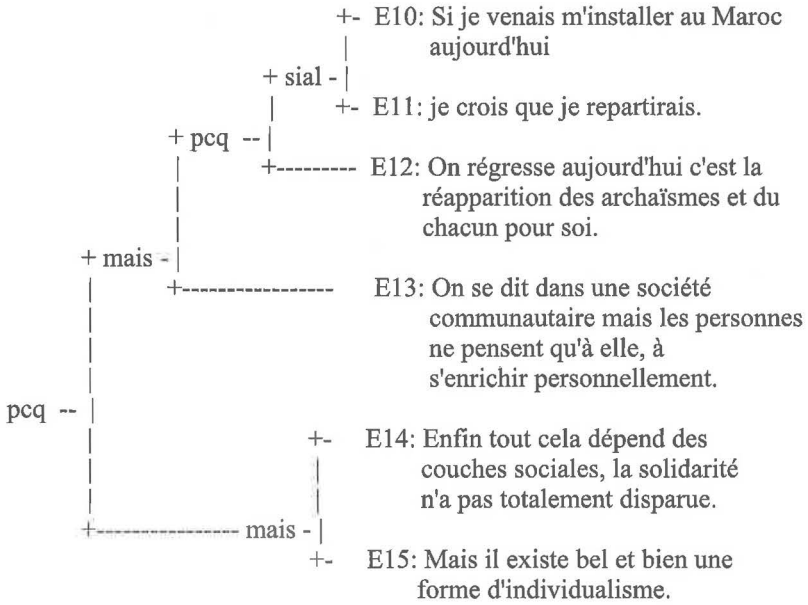 +- E10: Si je venais m'installer au Maroc
| aujourd'hui
+ sial - |
| +- E11: je crois que je repartirais.
+ pcq -- |
| +--------- E12: On régresse aujourd'hui c'est la
| réapparition des archaïsmes et du
| chacun pour soi.
+ mais - |
| +--------------- E13: On se dit dans une société
| communautaire mais les personnes
| ne pensent qu'à elle, à
| s'enrichir personnellement.
pcq -- |
| +- E14: Enfin tout cela dépend des
| | couches sociales, la solidarité
| | n'a pas totalement disparue.
+--------------- mais - |
+- E15: Mais il existe bel et bien une
forme d'individualisme.